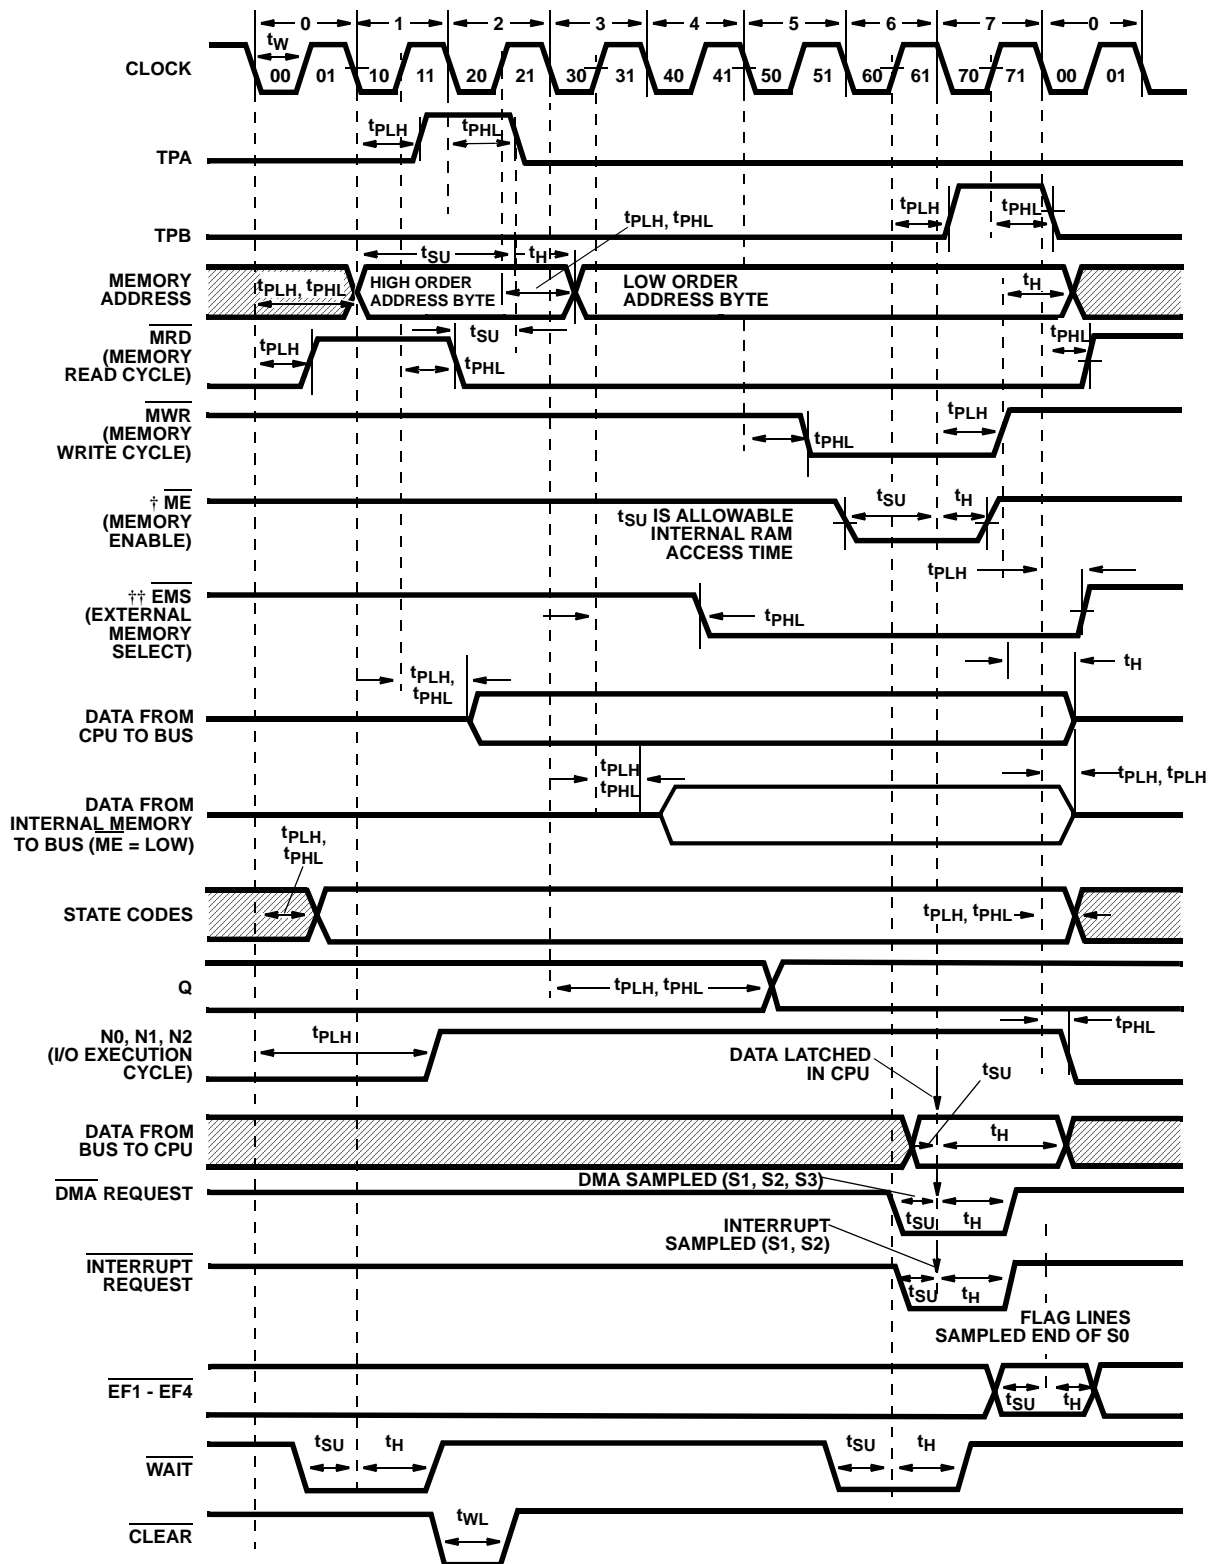 0 1 2 3 4 5 6 7 0
tW
CLOCK
00 01 10 11 20 21 30 31 40 41 50 51 60 61 70 71 00 01
tPLH tPHL
TPA
tPLH tPHL
TPB
tPLH, tPHL
tSU tH
MEMORY
ADDRESS
tPLH, tPHL
HIGH ORDER
ADDRESS BYTE
LOW ORDER
ADDRESS BYTE
tH
tSU
MRD
(MEMORY
READ CYCLE)
tPLH
tPHL
tPHL
MWR
(MEMORY
WRITE CYCLE)
tPHL
tPLH
† ME
(MEMORY
ENABLE)
tSU IS ALLOWABLE
INTERNAL RAM
ACCESS TIME
tSU tH
tPLH
†† EMS
(EXTERNAL
MEMORY
SELECT)
tPHL
tH
tPLH,
tPHL
DATA FROM
CPU TO BUS
tPLH
tPHL
tPLH, tPLH
DATA FROM
INTERNAL MEMORY
TO BUS (ME = LOW)
tPLH,
tPHL
STATE CODES
tPLH, tPHL
Q
tPLH, tPHL
N0, N1, N2
(I/O EXECUTION
CYCLE)
tPLH
tPHL
DATA LATCHED
IN CPU
tSU
DATA FROM
BUS TO CPU
tH
DMA REQUEST
DMA SAMPLED (S1, S2, S3)
tSU tH
INTERRUPT
SAMPLED (S1, S2)
INTERRUPT
REQUEST
tSU tH
FLAG LINES
SAMPLED END OF S0
EF1 - EF4
tSU tH
WAIT
tSU tH tSU tH
CLEAR
tWL